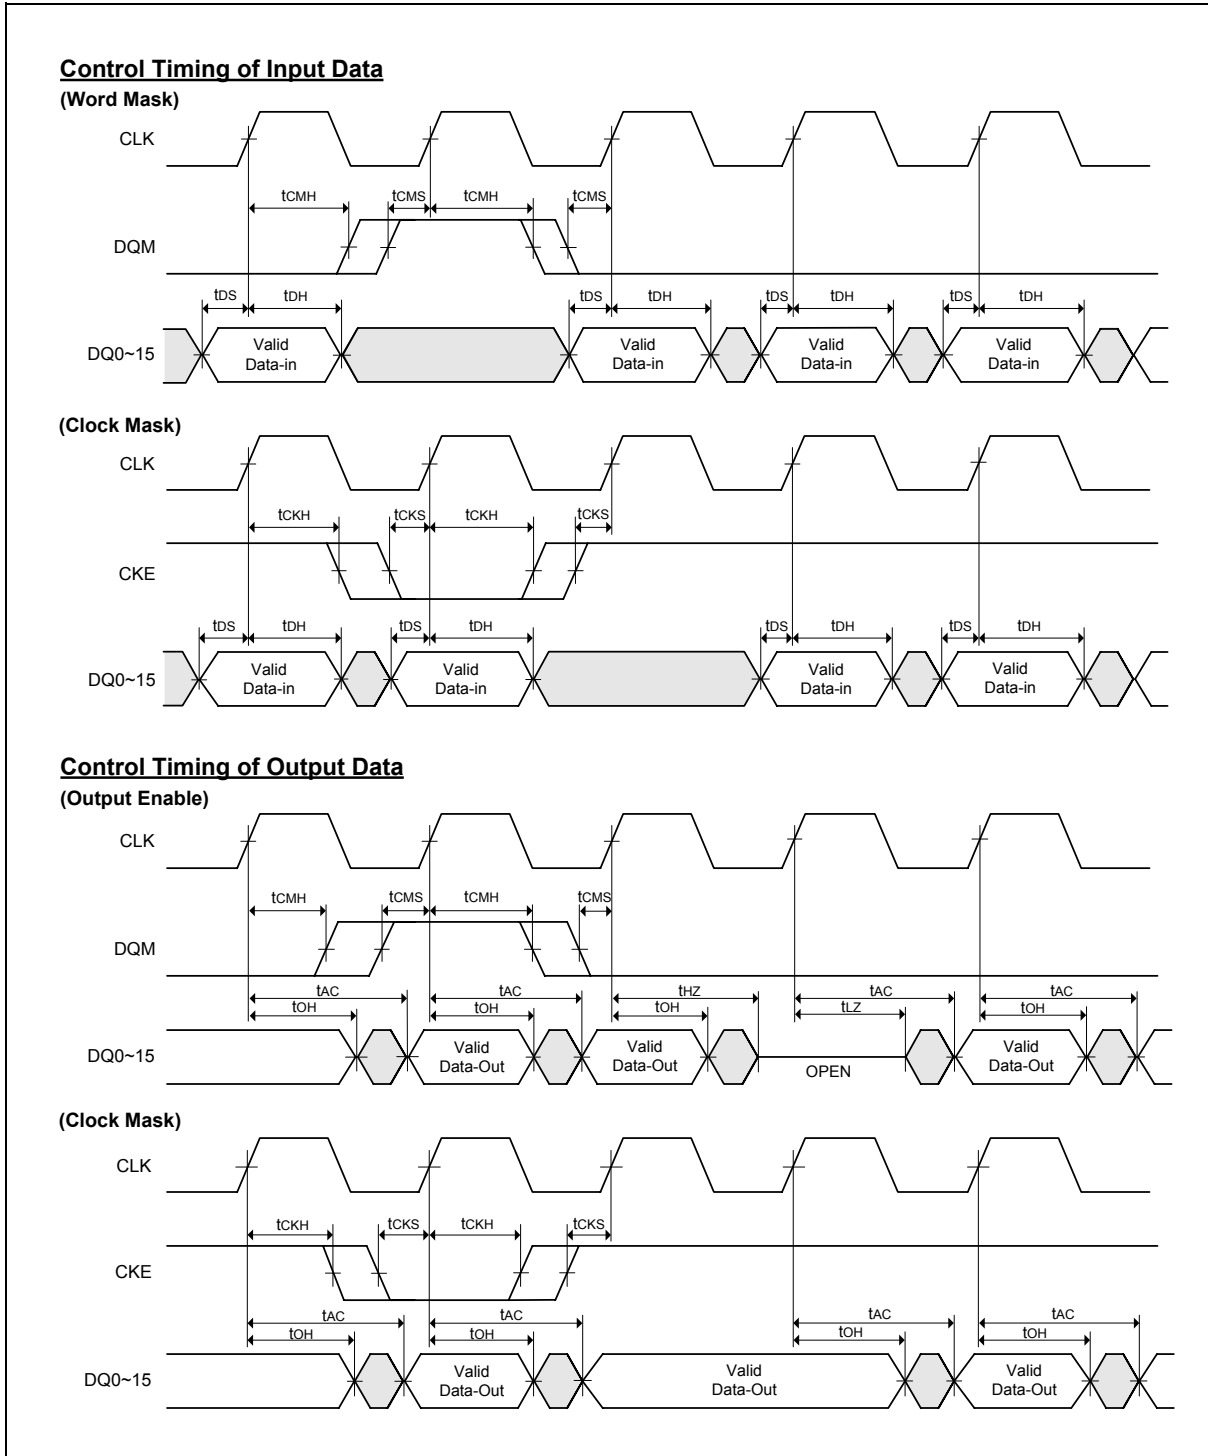 Control Timing of Input Data
(Word Mask)
CLK
tCMH tCMS tCMH tCMS
DQM
tDS tDH tDS tDH tDS tDH tDS tDH
DQ0~15
Valid Data-in
Valid Data-in
Valid Data-in
Valid Data-in
(Clock Mask)
CLK
tCKH tCKS tCKH tCKS
CKE
tDS tDH tDS tDH tDS tDH tDS tDH
DQ0~15
Valid Data-in
Valid Data-in
Valid Data-in
Valid Data-in
Control Timing of Output Data
(Output Enable)
CLK
tCMH tCMS tCMH tCMS
DQM
tAC tAC tHZ tAC tAC
tOH tOH tOH tLZ tOH
DQ0~15
Valid Data-Out
Valid Data-Out
OPEN
Valid Data-Out
(Clock Mask)
CLK
tCKH tCKS tCKH tCKS
CKE
tAC tAC tAC tAC
tOH tOH tOH tOH
DQ0~15
Valid Data-Out
Valid Data-Out
Valid Data-Out